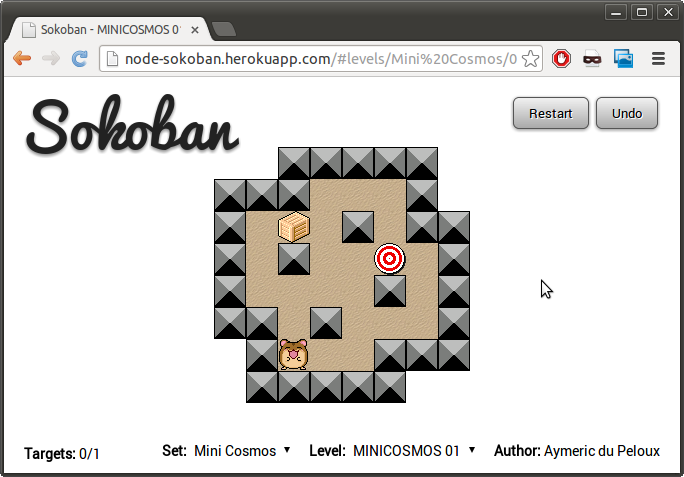 Sokoban - MINICOSMOS 01
node-sokoban.herokuapp.com/#levels/Mini%20Cosmos/0
Sokoban
Restart Undo
Targets: 0/1 Set: Mini Cosmos Level: MINICOSMOS 01 Author: Aymeric du Peloux